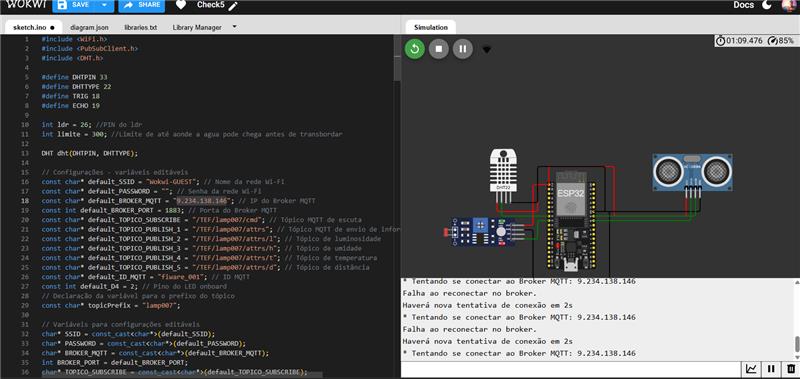 WOKWI
SAVE
SHARE
Check5
Docs
sketch.ino
diagram.json
libraries.txt
Library Manager
Simulation
1 #include <WiFi.h>
2 #include <PubSubClient.h>
3 #include <DHT.h>
4
5 #define DHTPIN 33
6 #define DHTTYPE 22
7 #define TRIG 18
8 #define ECHO 19
9
10 int ldr = 26; //PIN do ldr
11 int limite = 300; //Limite de até aonde a agua pode chega antes de transbordar
12
13 DHT dht(DHTPIN, DHTTYPE);
14
15 // Configurações - variáveis editáveis
16 const char* default_SSID = "Wokwi-GUEST"; // Nome da rede Wi-Fi
17 const char* default_PASSWORD = ""; // Senha da rede Wi-Fi
18 const char* default_BROKER_MQTT = "9.234.138.146"; // IP do Broker MQTT
19 const int default_BROKER_PORT = 1883; // Porta do Broker MQTT
20 const char* default_TOPICO_SUBSCRIBE = "/TEF/lamp007/cmd"; // Tópico MQTT de escuta
21 const char* default_TOPICO_PUBLISH_1 = "/TEF/lamp007/attrs"; // Tópico MQTT de envio de infor
22 const char* default_TOPICO_PUBLISH_2 = "/TEF/lamp007/attrs/l"; // Tópico de luminosidade
23 const char* default_TOPICO_PUBLISH_3 = "/TEF/lamp007/attrs/h"; // Tópico de umidade
24 const char* default_TOPICO_PUBLISH_4 = "/TEF/lamp007/attrs/t"; // Tópico de temperatura
25 const char* default_TOPICO_PUBLISH_5 = "/TEF/lamp007/attrs/d"; // Tópico de distância
26 const char* default_ID_MQTT = "fiware_001"; // ID MQTT
27 const int default_D4 = 2; // Pino do LED onboard
28 // Declaração da variável para o prefixo do tópico
29 const char* topicPrefix = "lamp007";
30
31
32 // Variáveis para configurações editáveis
33 char* SSID = const_cast<char*>(default_SSID);
34 char* PASSWORD = const_cast<char*>(default_PASSWORD);
35 char* BROKER_MQTT = const_cast<char*>(default_BROKER_MQTT);
int BROKER_PORT = default_BROKER_PORT;
36 char* TOPICO_SUBSCRIBE = const_cast<char*>(default_TOPICO_SUBSCRIBE);
01:09.476
85%
DHT22
ESP32
* Tentando se conectar ao Broker MQTT: 9.234.138.146
Falha ao reconectar no broker.
Haverá nova tentativa de conexão em 2s
* Tentando se conectar ao Broker MQTT: 9.234.138.146
Falha ao reconectar no broker.
Haverá nova tentativa de conexão em 2s
* Tentando se conectar ao Broker MQTT: 9.234.138.146